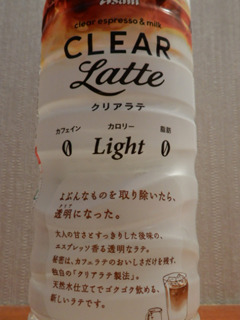 Asahi
clear espresso & milk
CLEAR
Latte
クリアラテ
カフェイン カロリー 脂肪
0 Light 0
よぶんなものを取り除いたら、
透明になった。
大人の甘さとすっきりした後味の、
エスプレッソ香る透明なラテ。
秘密は、カフェラテのおいしさだけを捜す、
独自の「クリアラテ製法」。
天然水仕立てでゴクゴク飲める、
新しいラテです。